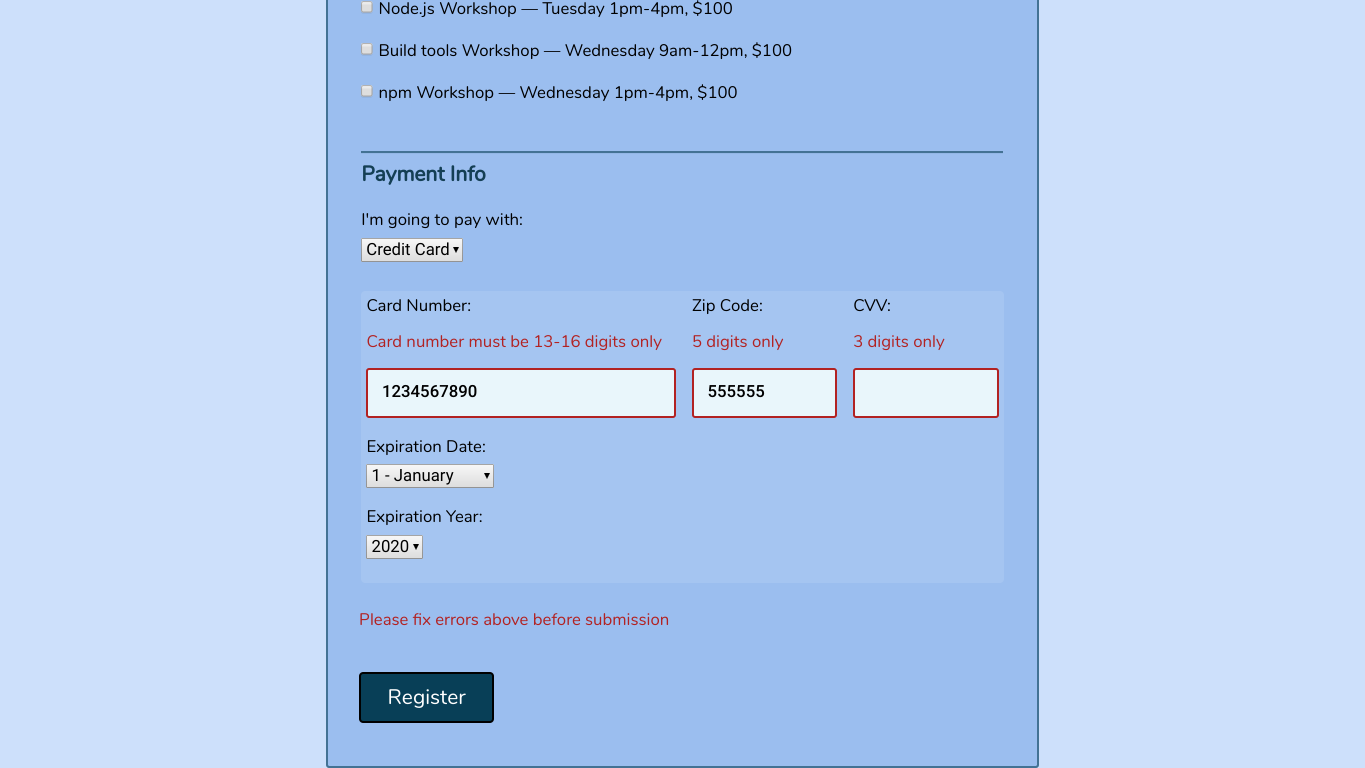 Node.js Workshop — Tuesday 1pm-4pm, $100
Build tools Workshop — Wednesday 9am-12pm, $100
npm Workshop — Wednesday 1pm-4pm, $100
Payment Info
I'm going to pay with:
Credit Card
Card Number: Zip Code: CVV:
Card number must be 13-16 digits only 5 digits only 3 digits only
1234567890 555555
Expiration Date:
1 - January
Expiration Year:
2020
Please fix errors above before submission
Register